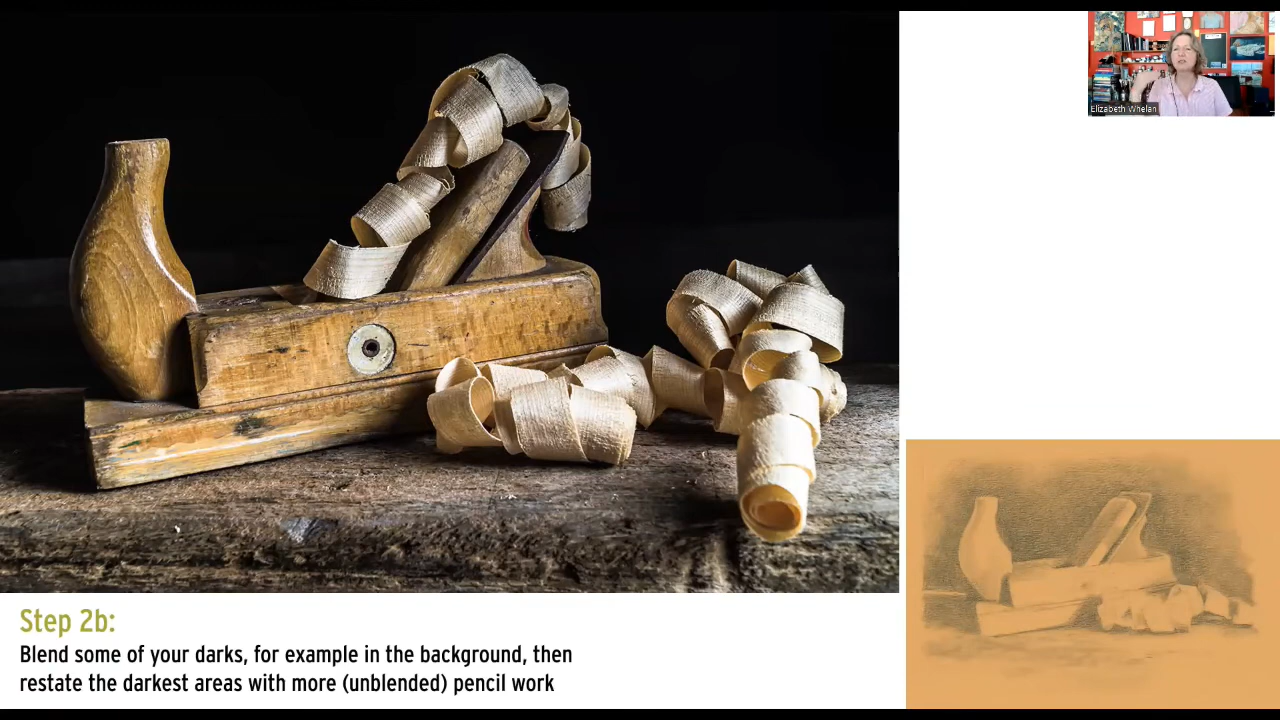 Elizabeth Whelan
Step 2b:
Blend some of your darks, for example in the background, then
restate the darkest areas with more (unblended) pencil work